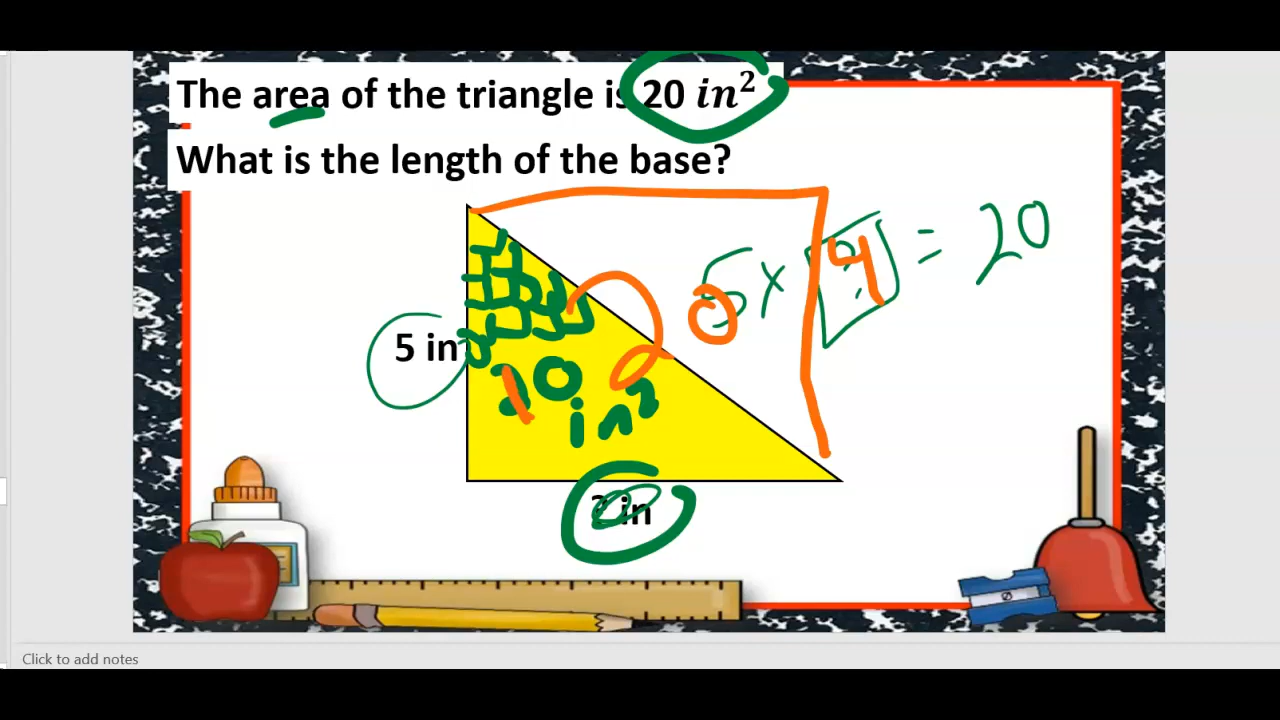 The area of the triangle is 20 in²
What is the length of the base?
5 × 4 = 20
5 in
20
in²
? in
Click to add notes